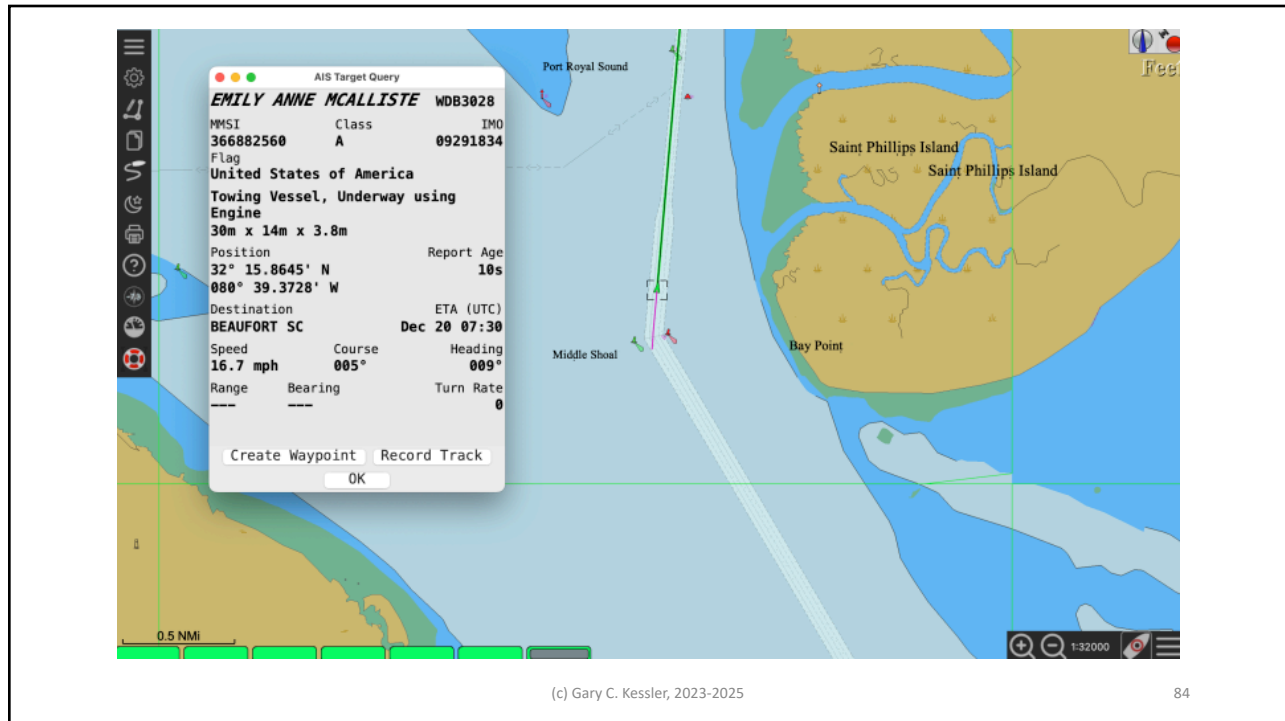 AIS Target Query
EMILY ANNE MCALLISTE WDB3028
MMSI Class IMO
366882560 A 09291834
Flag
United States of America
Towing Vessel, Underway using
Engine
30m x 14m x 3.8m
Position Report Age
32° 15.8645' N 10s
080° 39.3728' W
Destination ETA (UTC)
BEAUFORT SC Dec 20 07:30
Speed Course Heading
16.7 mph 005° 009°
Range Bearing Turn Rate
--- --- 0
Create Waypoint Record Track
OK
Port Royal Sound
Feet
Saint Phillips Island
Saint Phillips Island
Middle Shoal
Bay Point
0.5 NMi
1:32000
(c) Gary C. Kessler, 2023-2025
84